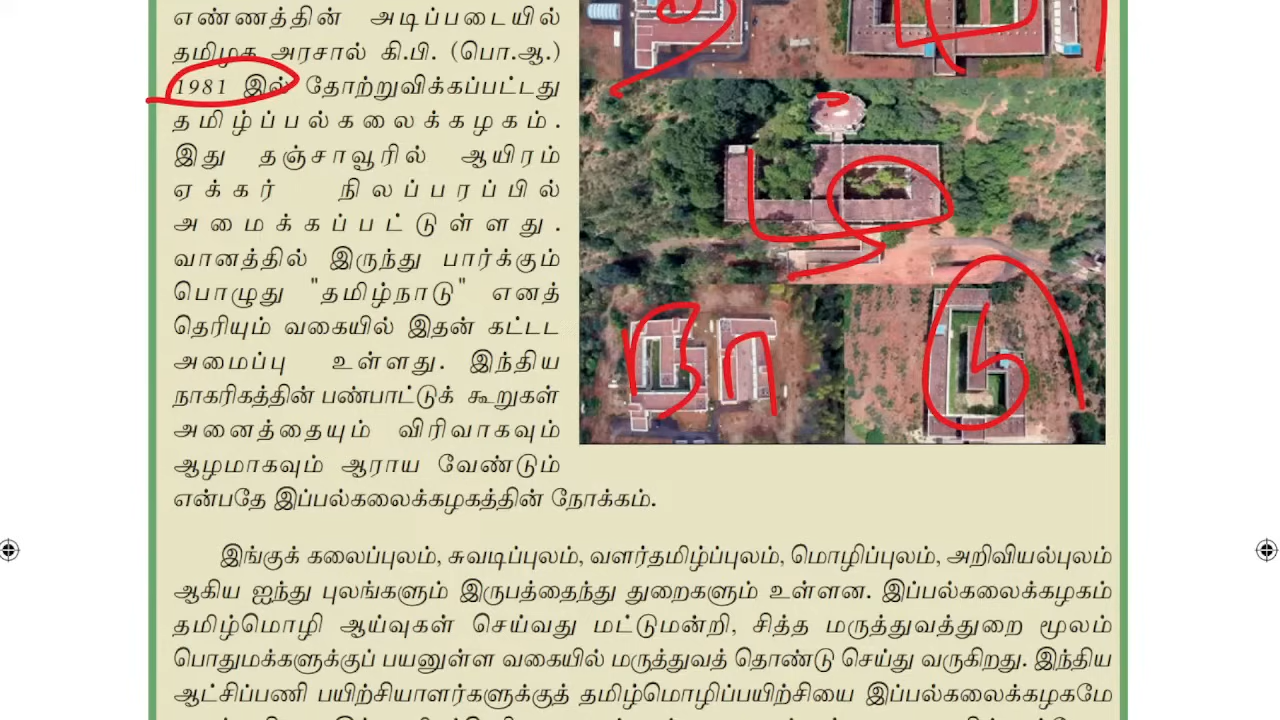 எண்ணத்தின் அடிப்படையில்
தமிழக அரசால் கி.பி. (பொ.ஆ.)
1981 இல் தோற்றுவிக்கப்பட்டது
தமிழ்ப்பல்கலைக்கழகம்.
இது தஞ்சாவூரில் ஆயிரம்
ஏக்கர் நிலப்பரப்பில்
அமைக்கப்பட்டுள்ளது.
வானத்தில் இருந்து பார்க்கும்
பொழுது "தமிழ்நாடு" எனத்
தெரியும் வகையில் இதன் கட்டட
அமைப்பு உள்ளது. இந்திய
நாகரிகத்தின் பண்பாட்டுக் கூறுகள்
அனைத்தையும் விரிவாகவும்
ஆழமாகவும் ஆராய வேண்டும்
என்பதே இப்பல்கலைக்கழகத்தின் நோக்கம்.
இங்குக் கலைப்புலம், சுவடிப்புலம், வளர்தமிழ்ப்புலம், மொழிப்புலம், அறிவியல்புலம்
ஆகிய ஐந்து புலங்களும் இருபத்தைந்து துறைகளும் உள்ளன. இப்பல்கலைக்கழகம்
தமிழ்மொழி ஆய்வுகள் செய்வது மட்டுமன்றி, சித்த மருத்துவத்துறை மூலம்
பொதுமக்களுக்குப் பயனுள்ள வகையில் மருத்துவத் தொண்டு செய்து வருகிறது. இந்திய
ஆட்சிப்பணி பயிற்சியாளர்களுக்குத் தமிழ்மொழிப்பயிற்சியை இப்பல்கலைக்கழகமே